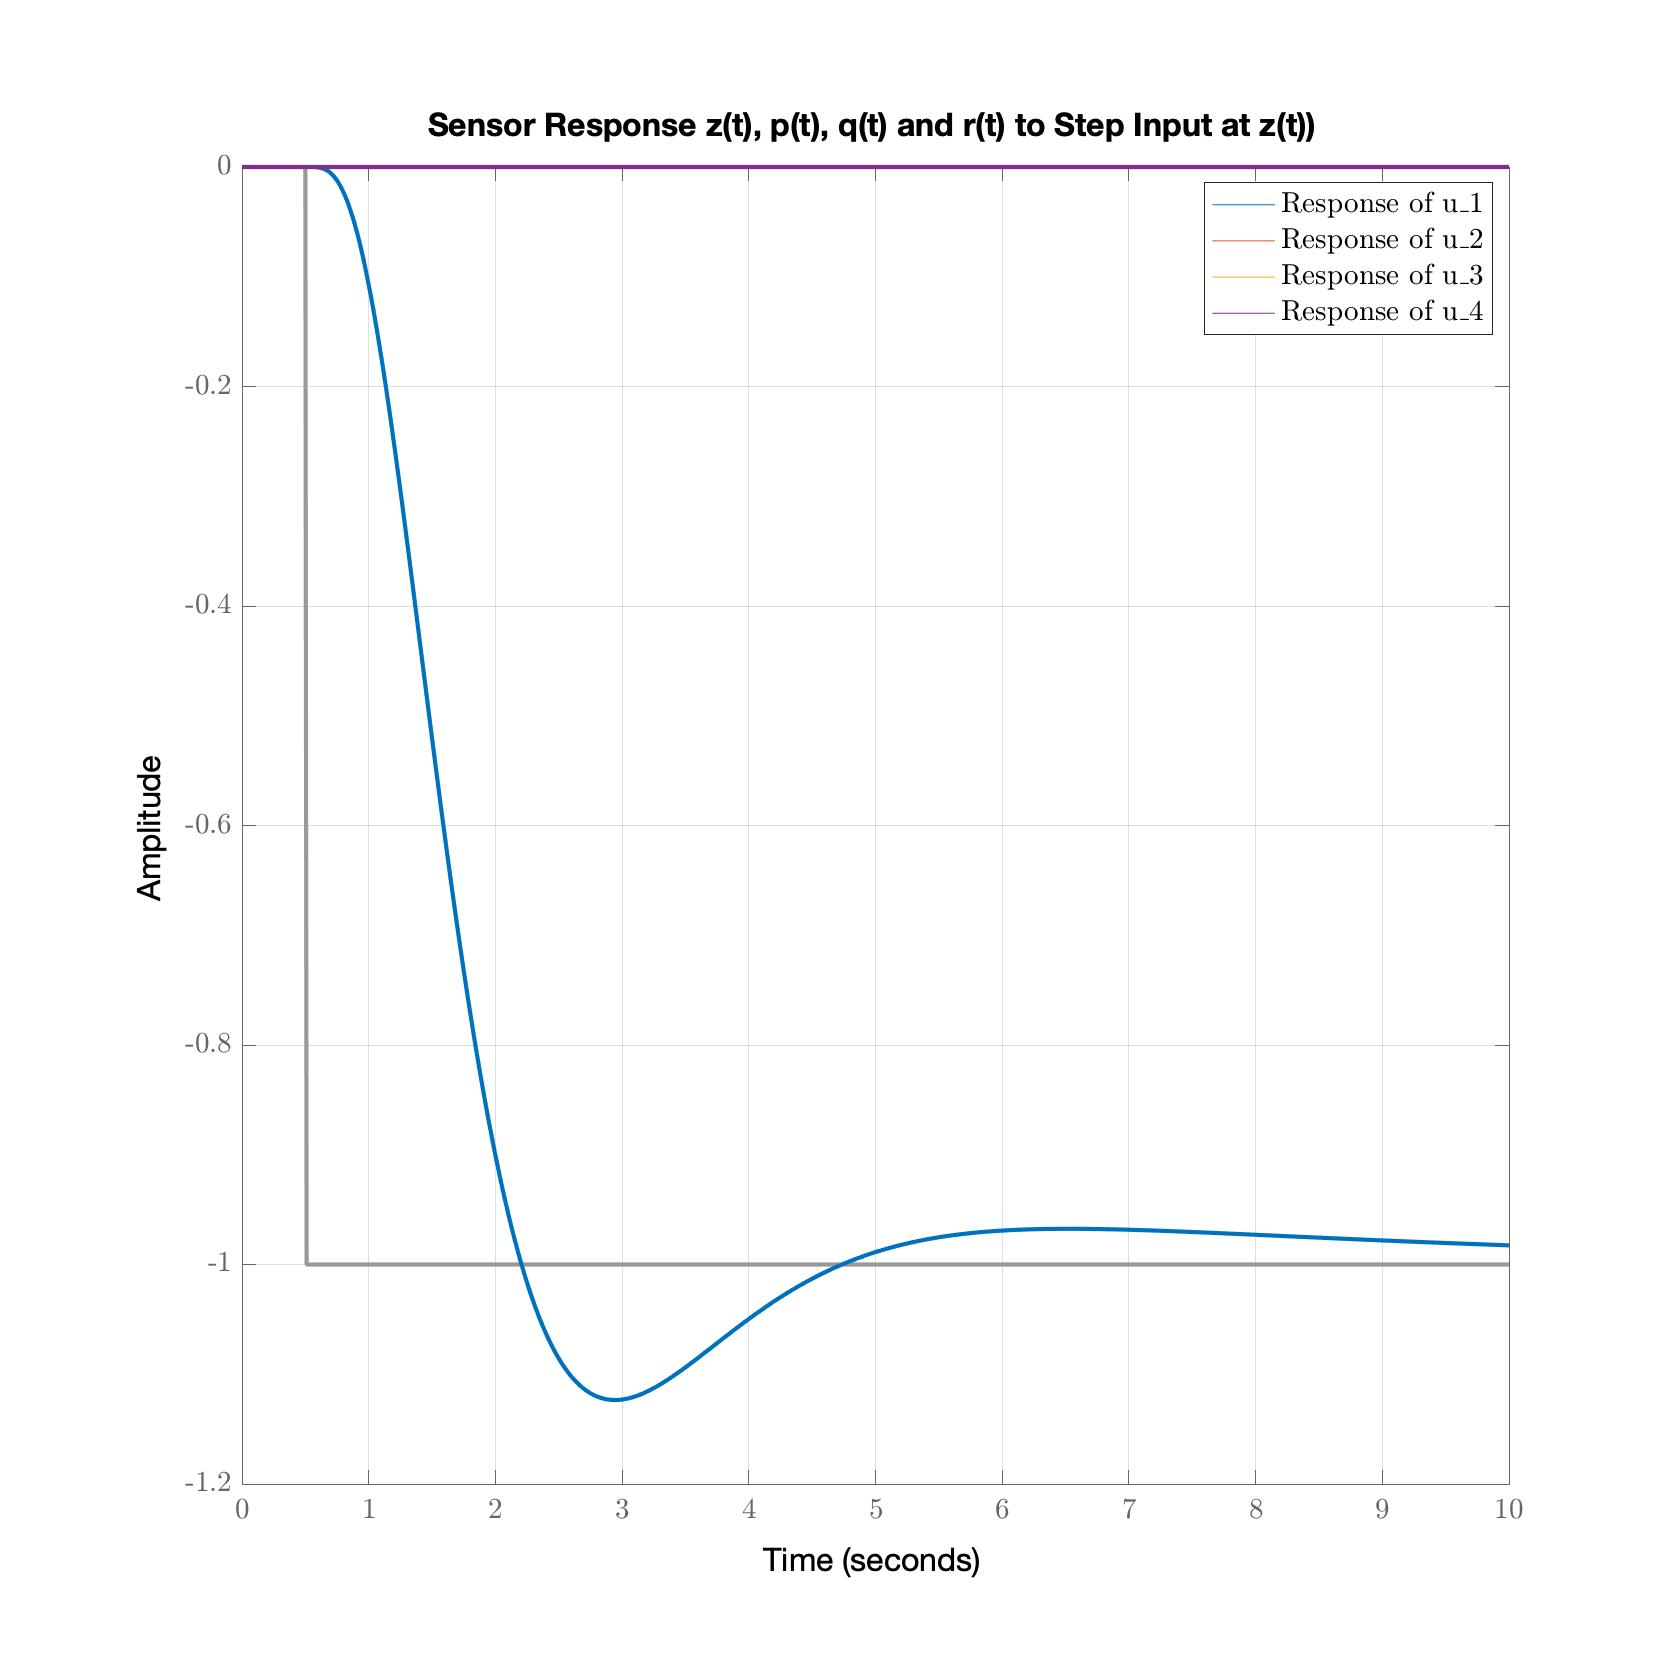 Sensor Response z(t), p(t), q(t) and r(t) to Step Input at z(t))
0
Response of u_1
Response of u_2
Response of u_3
Response of u_4
-0.2
-0.4
-0.6
-0.8
-1
-1.2
Amplitude
0 1 2 3 4 5 6 7 8 9 10
Time (seconds)